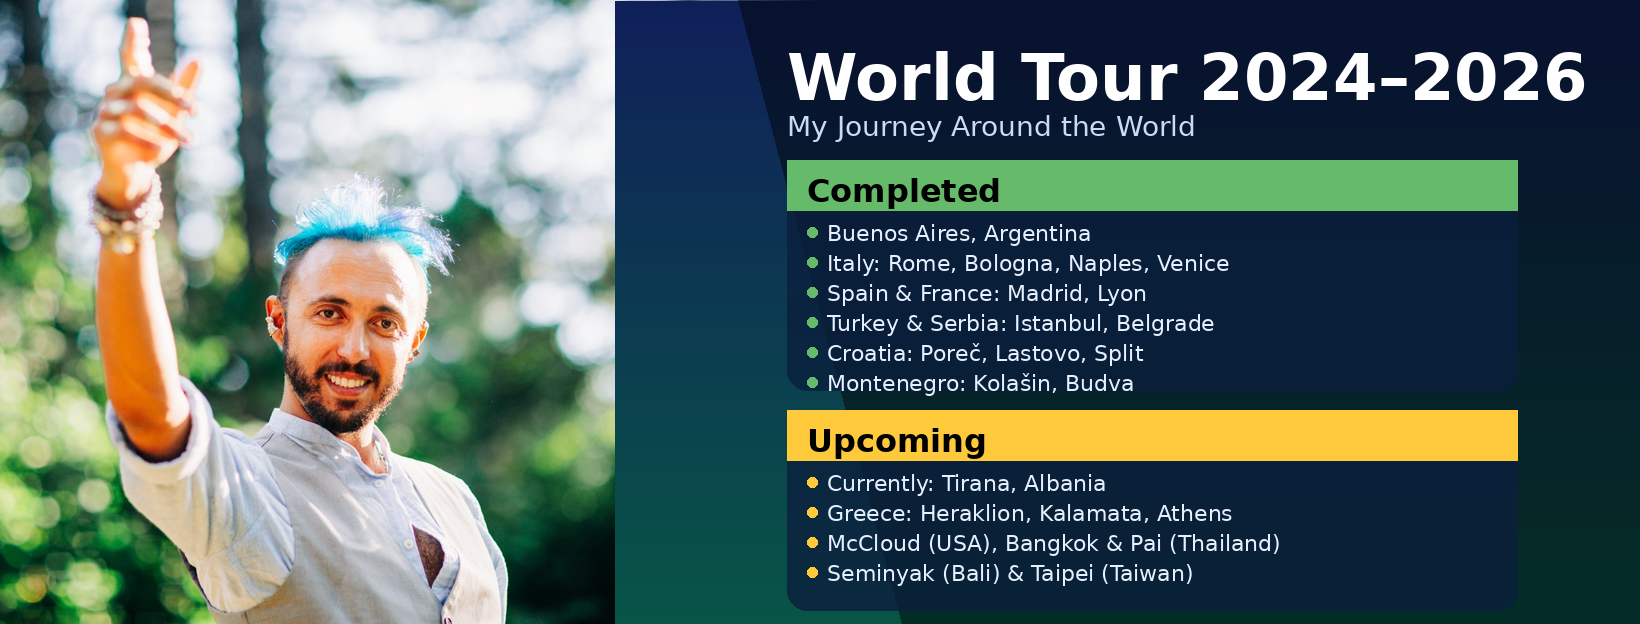 World Tour 2024–2026
My Journey Around the World
Completed
Buenos Aires, Argentina
Italy: Rome, Bologna, Naples, Venice
Spain & France: Madrid, Lyon
Turkey & Serbia: Istanbul, Belgrade
Croatia: Poreč, Lastovo, Split
Montenegro: Kolašin, Budva
Upcoming
Currently: Tirana, Albania
Greece: Heraklion, Kalamata, Athens
McCloud (USA), Bangkok & Pai (Thailand)
Seminyak (Bali) & Taipei (Taiwan)